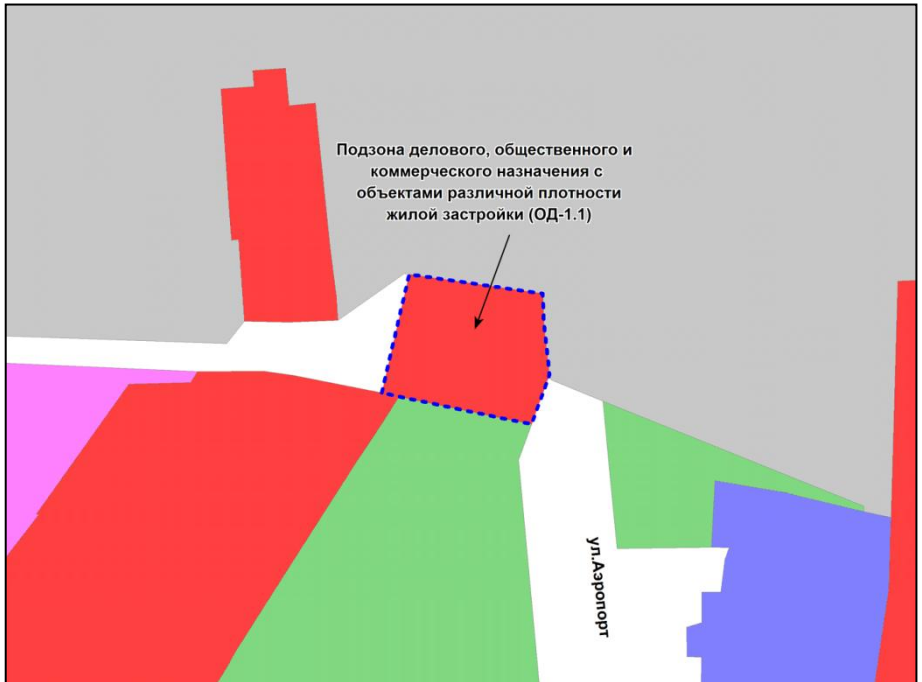 Подзона делового, общественного и
коммерческого назначения с
объектами различной плотности
жилой застройки (ОД-1.1)
ул.Аэропорт